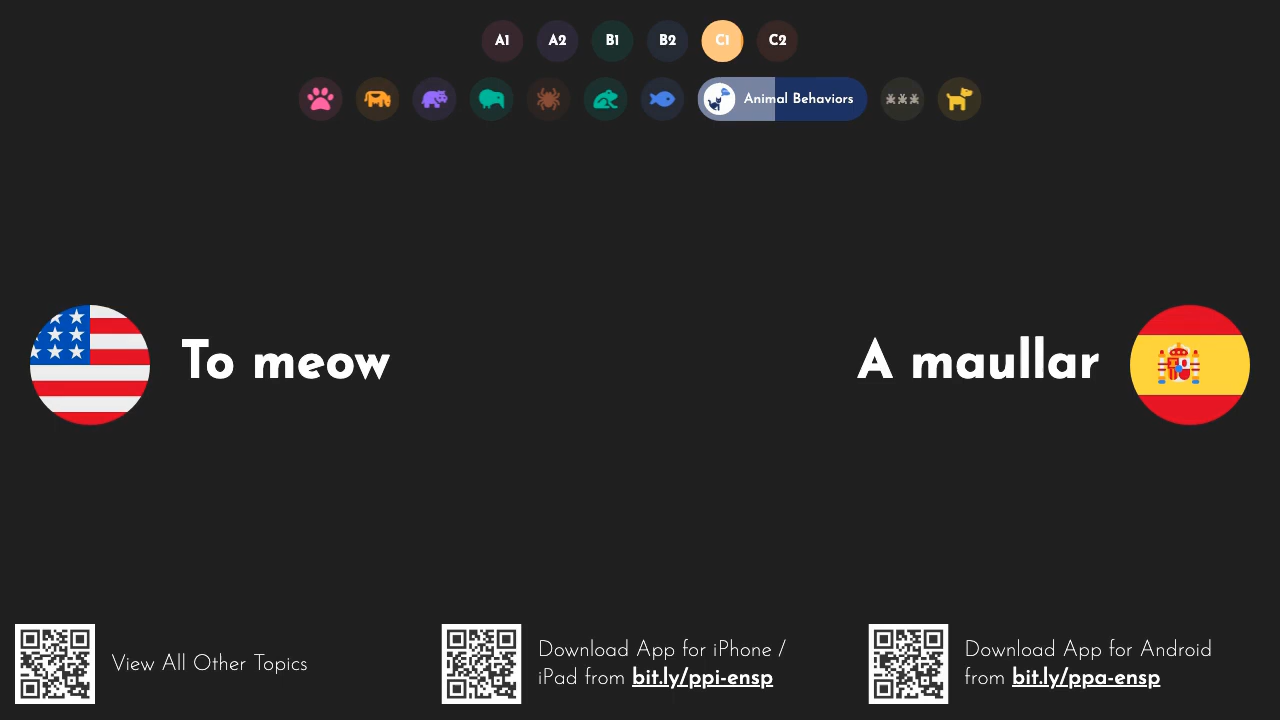 A1 A2 B1 B2 C1 C2
Animal Behaviors
To meow
A maullar
View All Other Topics
Download App for iPhone /
iPad from bit.ly/ppi-ensp
Download App for Android
from bit.ly/ppa-ensp